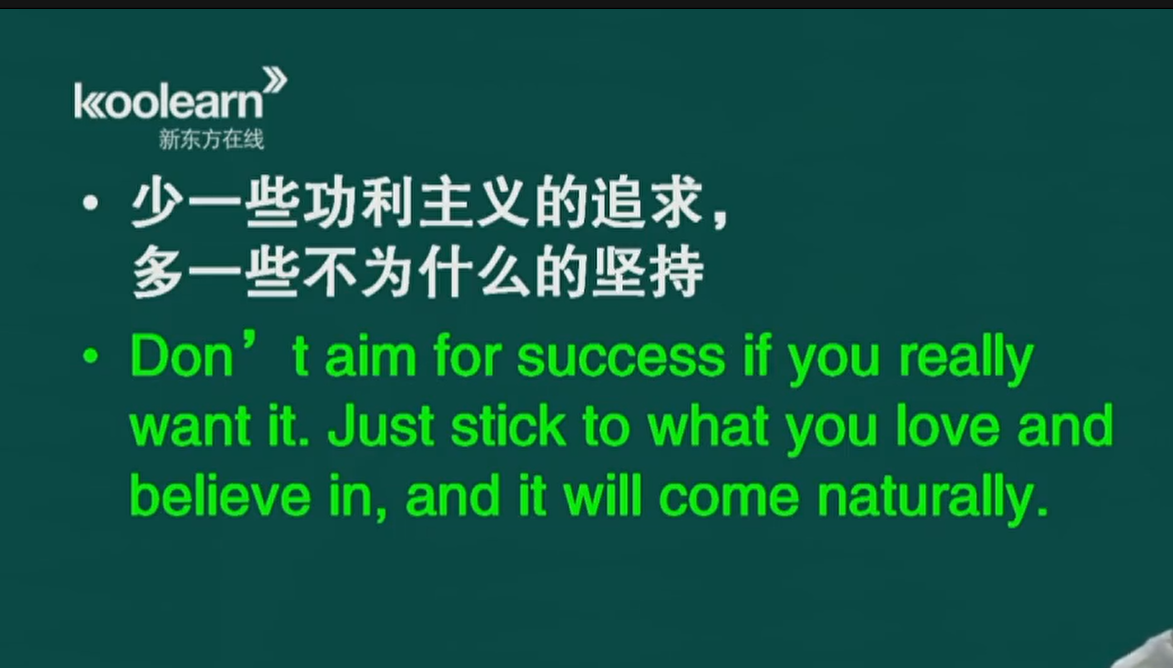 koolearn
新东方在线
• 少一些功利主义的追求，
多一些不为什么的坚持
• Don’t aim for success if you really
want it. Just stick to what you love and
believe in, and it will come naturally.